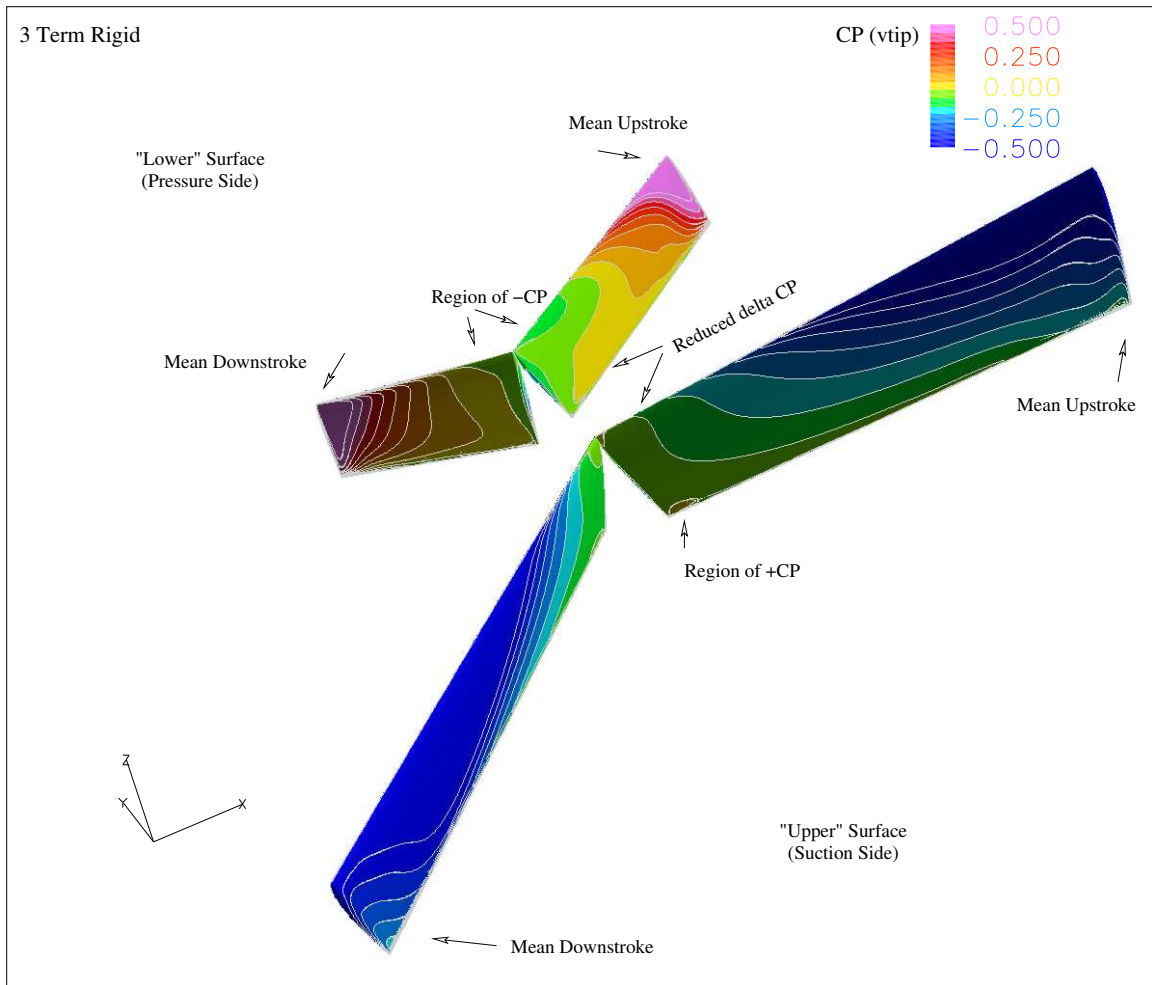 3 Term Rigid
CP (vtip)
0.500
0.250
0.000
−0.250
−0.500
Mean Upstroke
"Lower" Surface
(Pressure Side)
Region of −CP
Reduced delta CP
Mean Downstroke
Mean Upstroke
Region of +CP
Z
Y
X
"Upper" Surface
(Suction Side)
Mean Downstroke